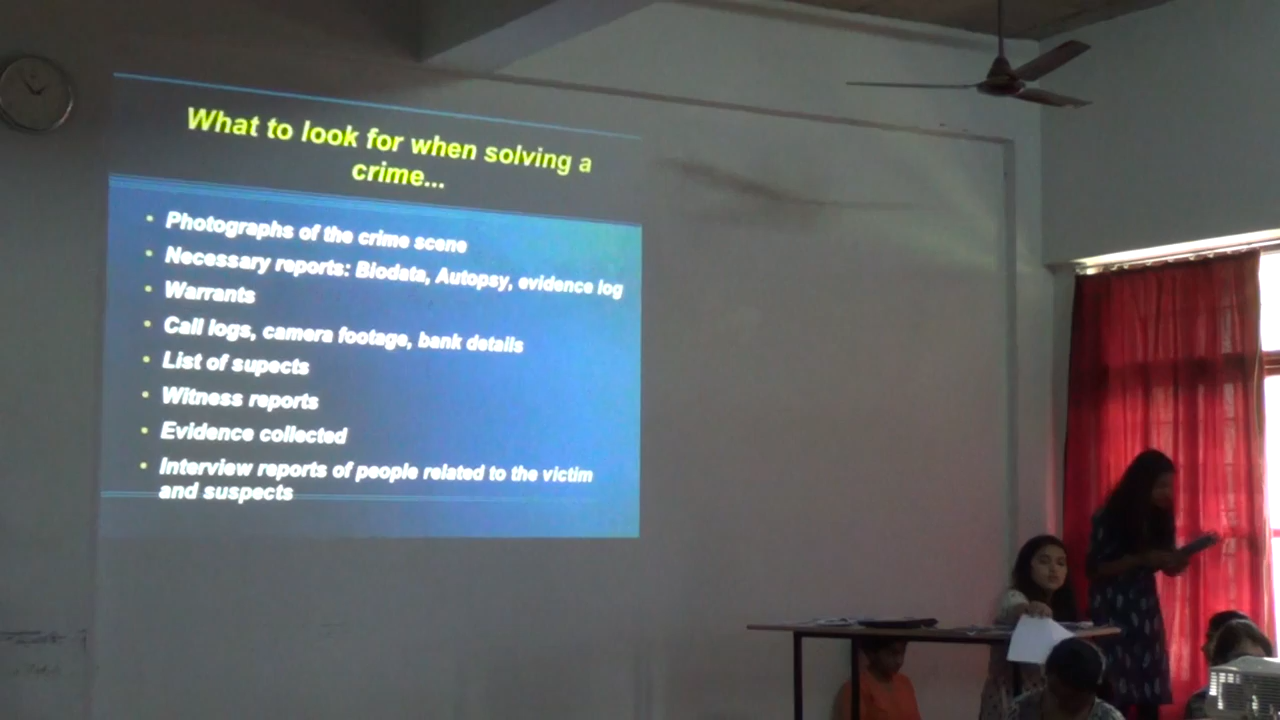 What to look for when solving a
crime...
• Photographs of the crime scene
• Necessary reports: Biodata, Autopsy, evidence log
• Warrants
• Call logs, camera footage, bank details
• List of supects
• Witness reports
• Evidence collected
• Interview reports of people related to the victim
and suspects